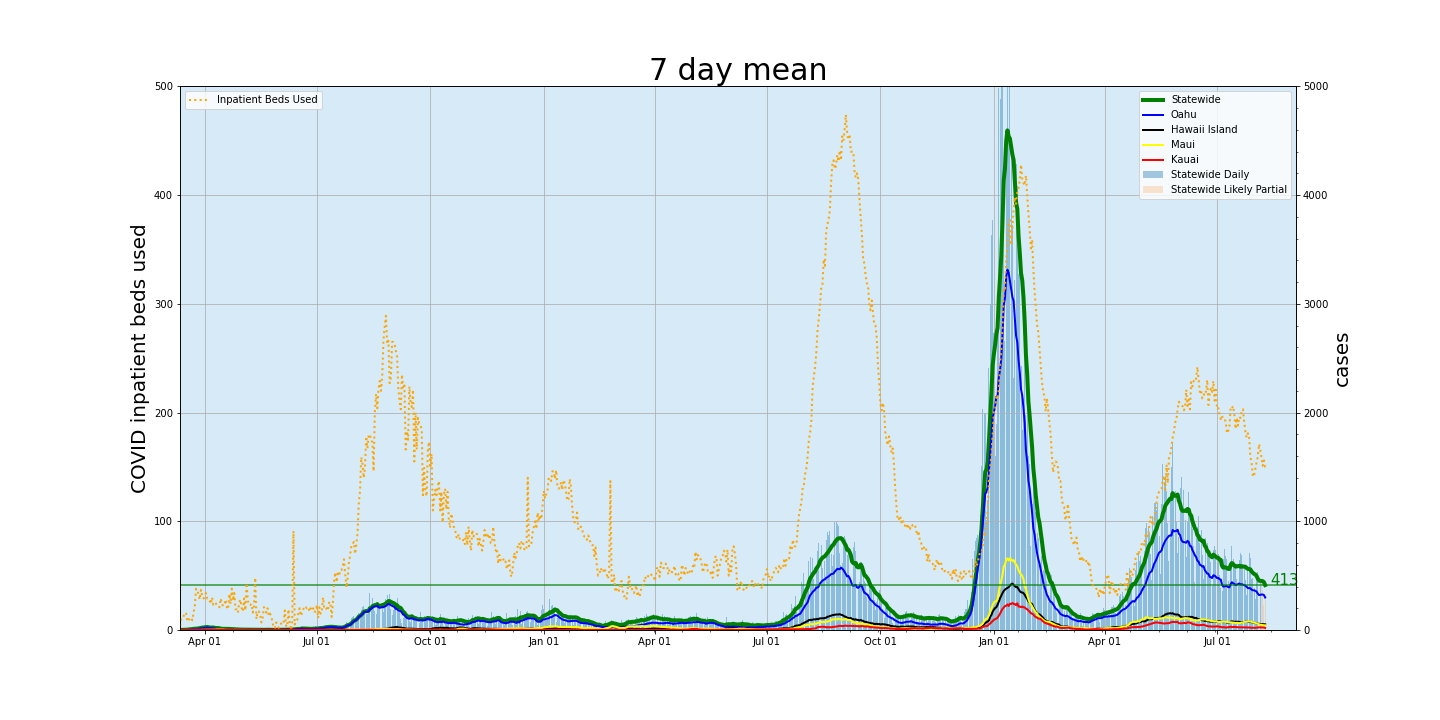 7 day mean
500
400
300
200
100
0
COVID inpatient beds used
Inpatient Beds Used
Statewide
Oahu
Hawaii Island
Maui
Kauai
Statewide Daily
Statewide Likely Partial
5000
4000
3000
2000
1000
0
cases
413
Apr 01 Jul 01 Oct 01 Jan 01 Apr 01 Jul 01 Oct 01 Jan 01 Apr 01 Jul 01